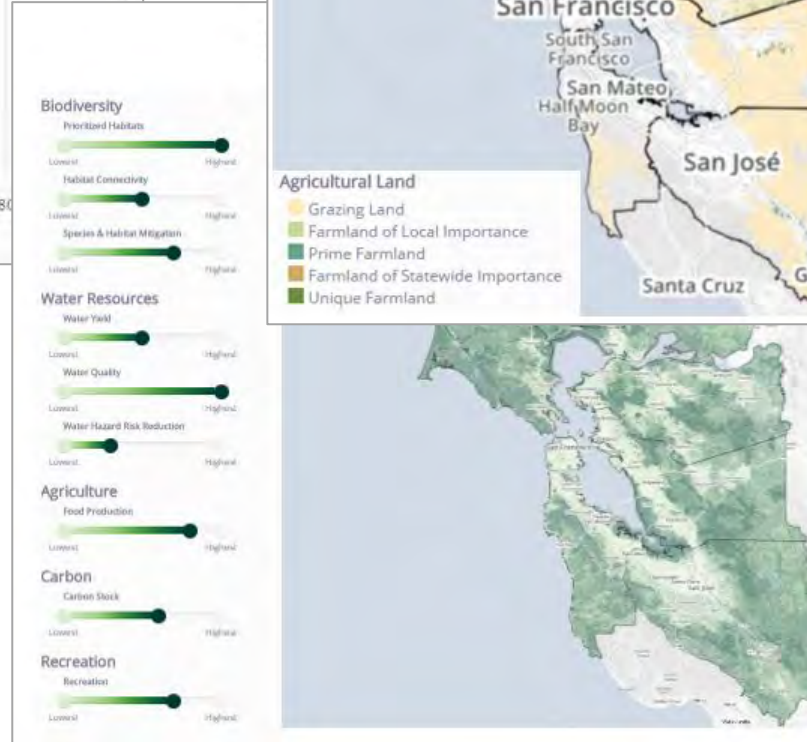 Biodiversity
Prioritized Habitats
Lowest Highest
Habitat Connectivity
Lowest Highest
Species & Habitat Mitigation
Lowest Highest
Water Resources
Water Yield
Lowest Highest
Water Quality
Lowest Highest
Water Hazard Risk Reduction
Lowest Highest
Agriculture
Food Production
Lowest Highest
Carbon
Carbon Stock
Lowest Highest
Recreation
Recreation
Lowest Highest
San Francisco
South San
Francisco
San Mateo
Half Moon
Bay
San José
Santa Cruz
G
Agricultural Land
Grazing Land
Farmland of Local Importance
Prime Farmland
Farmland of Statewide Importance
Unique Farmland